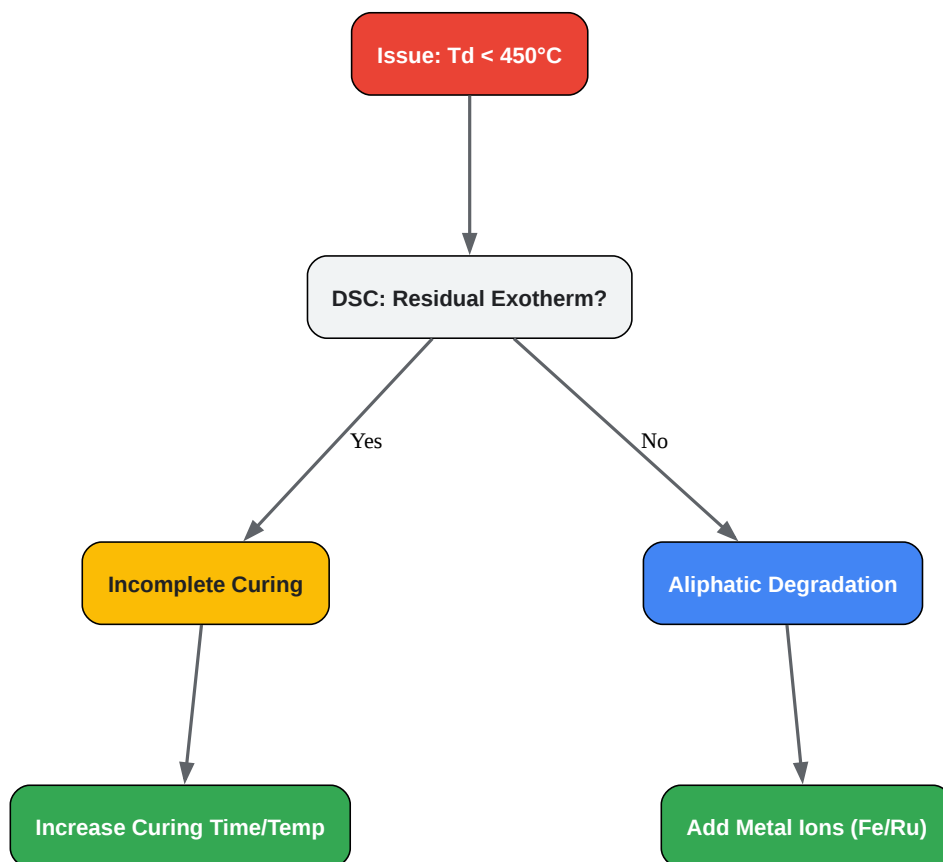 Issue: Td < 450°C
DSC: Residual Exotherm?
Yes
No
Incomplete Curing
Aliphatic Degradation
Increase Curing Time/Temp
Add Metal Ions (Fe/Ru)